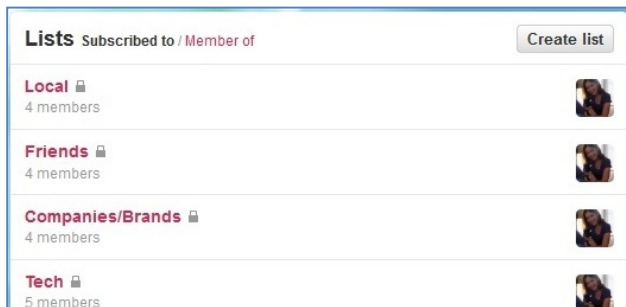 Lists Subscribed to / Member of
Create list
Local
4 members
Friends
4 members
Companies/Brands
4 members
Tech
5 members